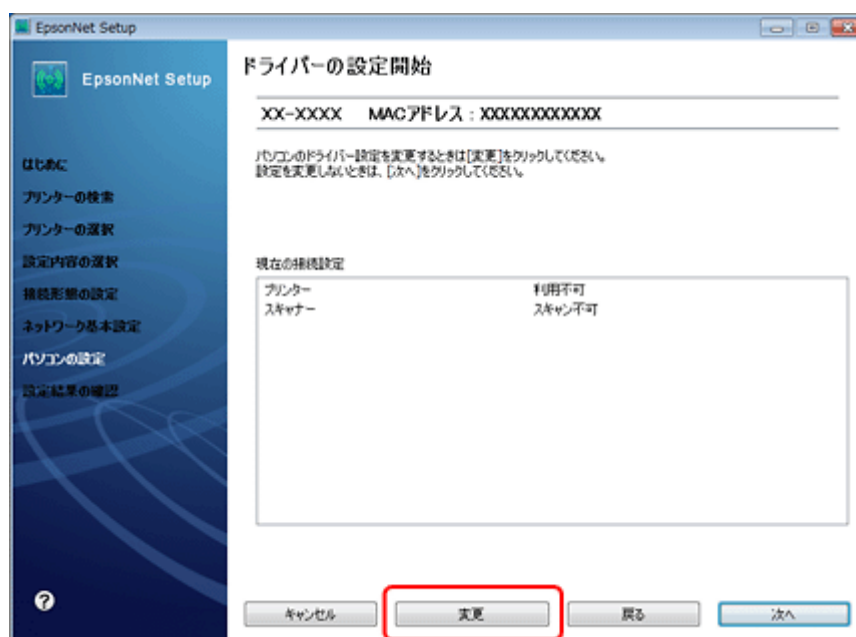 EpsonNet Setup
EpsonNet Setup
はじめに
プリンターの検索
プリンターの選択
設定内容の選択
接続形態の設定
ネットワーク基本設定
パソコンの設定
設定結果の確認
ドライバーの設定開始
XX-XXXX MACアドレス：XXXXXXXXXXXX
パソコンのドライバー設定を変更するときは[変更]をクリックしてください。
設定を変更しないときは、[次へ]をクリックしてください。
現在の接続設定
プリンター 利用不可
スキャナー スキャン不可
?
キャンセル 変更 戻る 次へ